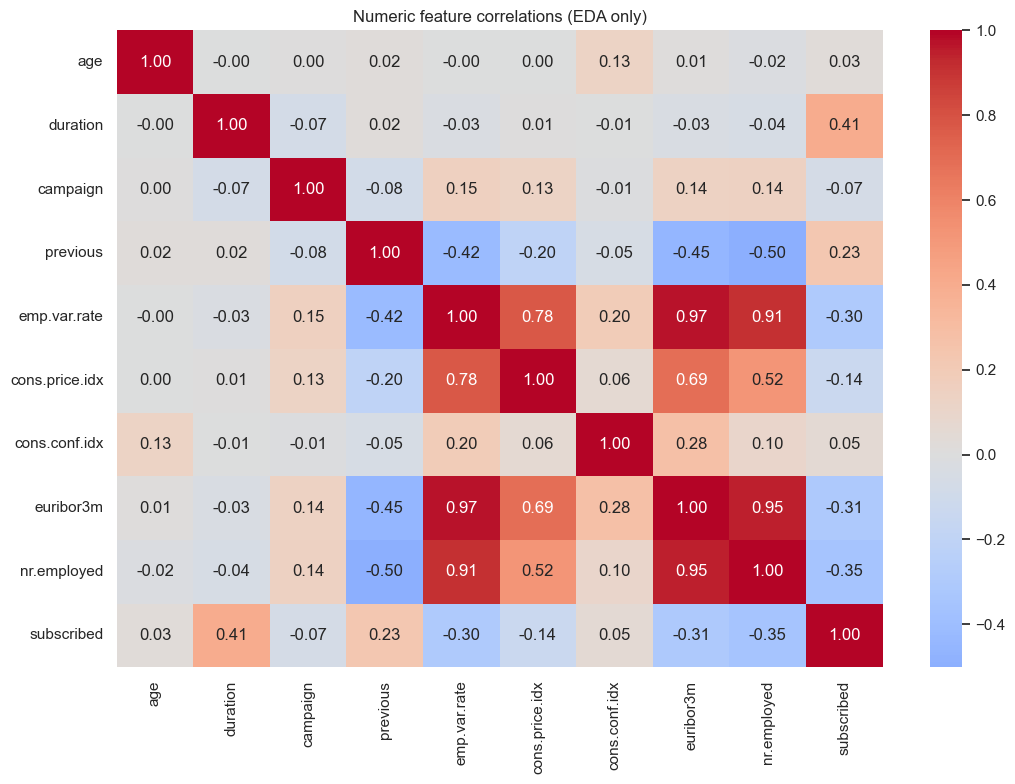 Numeric feature correlations (EDA only)
age 1.00 -0.00 0.00 0.02 -0.00 0.00 0.13 0.01 -0.02 0.03
duration -0.00 1.00 -0.07 0.02 -0.03 0.01 -0.01 -0.03 -0.04 0.41
campaign 0.00 -0.07 1.00 -0.08 0.15 0.13 -0.01 0.14 0.14 -0.07
previous 0.02 0.02 -0.08 1.00 -0.42 -0.20 -0.05 -0.45 -0.50 0.23
emp.var.rate -0.00 -0.03 0.15 -0.42 1.00 0.78 0.20 0.97 0.91 -0.30
cons.price.idx 0.00 0.01 0.13 -0.20 0.78 1.00 0.06 0.69 0.52 -0.14
cons.conf.idx 0.13 -0.01 -0.01 -0.05 0.20 0.06 1.00 0.28 0.10 0.05
euribor3m 0.01 -0.03 0.14 -0.45 0.97 0.69 0.28 1.00 0.95 -0.31
nr.employed -0.02 -0.04 0.14 -0.50 0.91 0.52 0.10 0.95 1.00 -0.35
subscribed 0.03 0.41 -0.07 0.23 -0.30 -0.14 0.05 -0.31 -0.35 1.00
age duration campaign previous emp.var.rate cons.price.idx cons.conf.idx euribor3m nr.employed subscribed
1.0
0.8
0.6
0.4
0.2
0.0
−0.2
−0.4